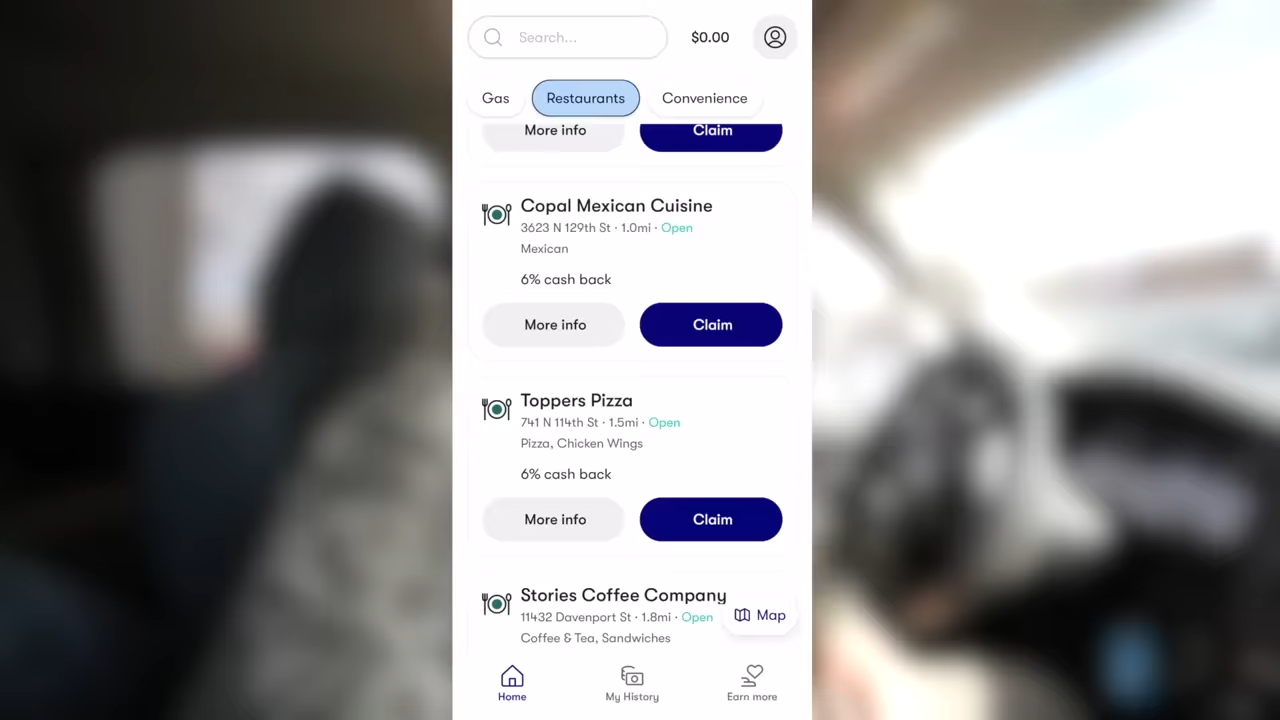 Search...
$0.00
Gas
Restaurants
Convenience
More info
Claim
Copal Mexican Cuisine
3623 N 129th St · 1.0mi · Open
Mexican
6% cash back
More info
Claim
Toppers Pizza
741 N 114th St · 1.5mi · Open
Pizza, Chicken Wings
6% cash back
More info
Claim
Stories Coffee Company
11432 Davenport St · 1.8mi · Open
Coffee & Tea, Sandwiches
Map
Home
My History
Earn more